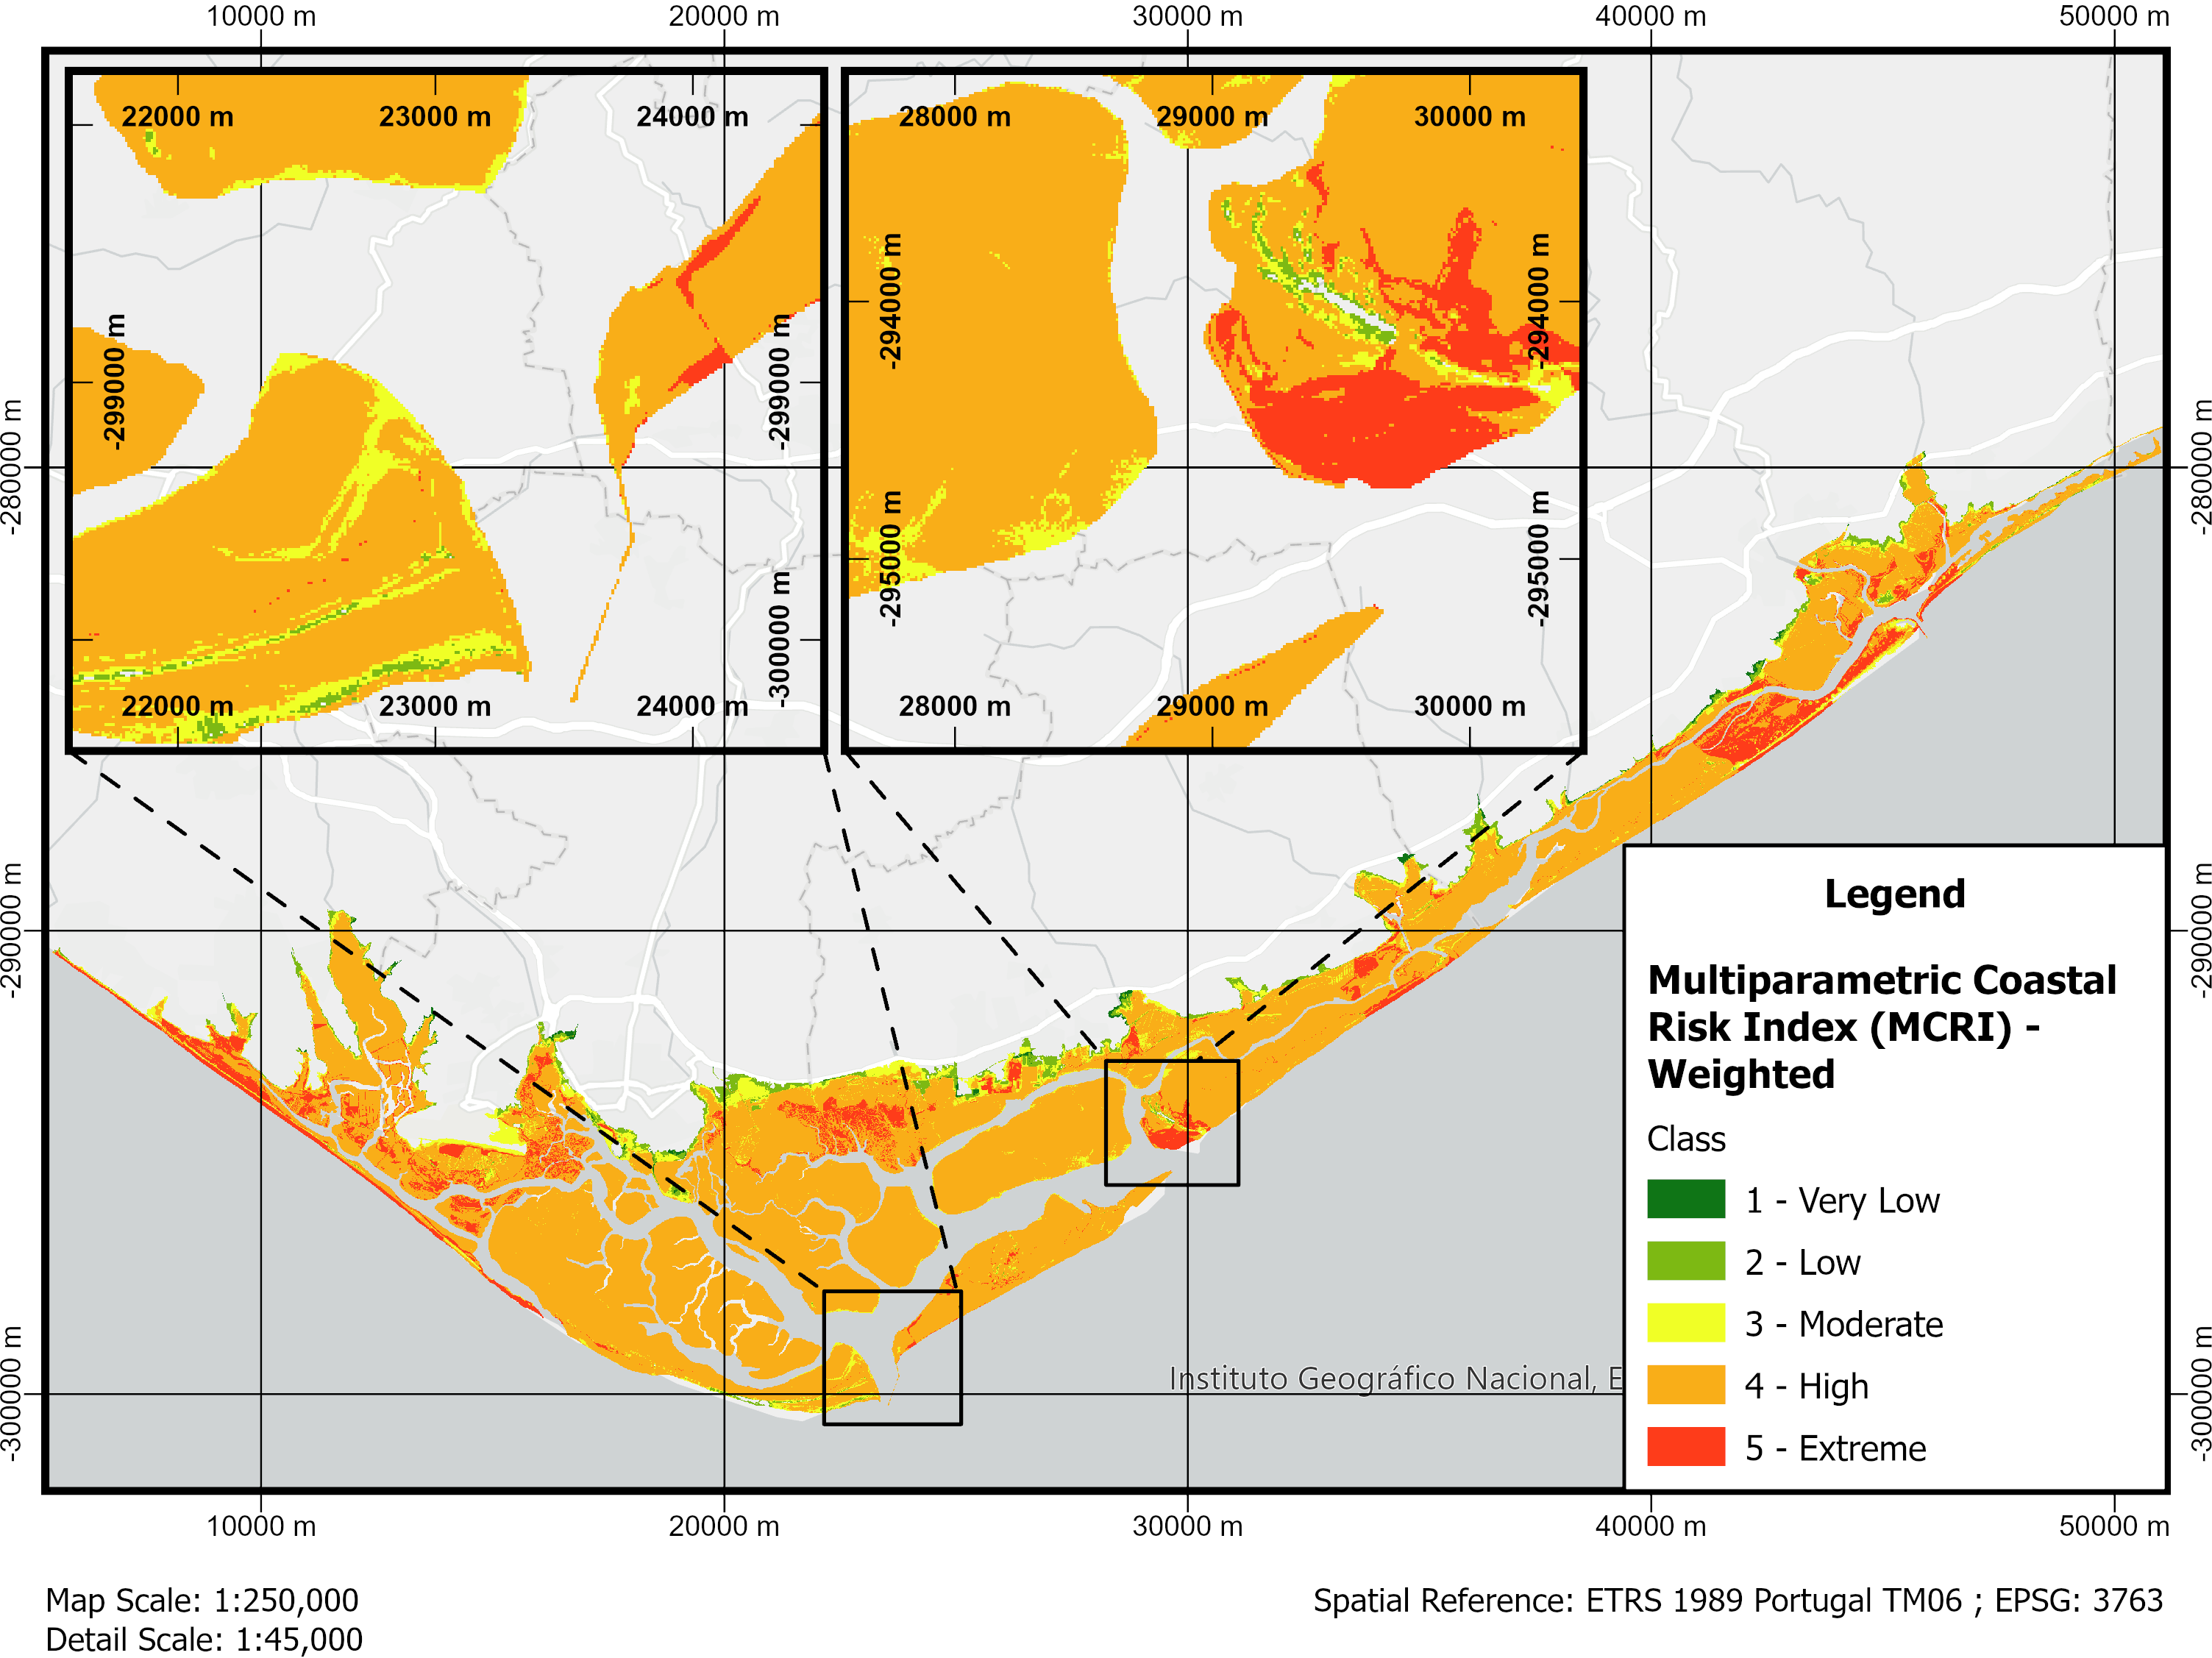 10000 m 20000 m 30000 m 40000 m 50000 m
22000 m 23000 m 24000 m
28000 m 29000 m 30000 m
-299000 m -299000 m
-294000 m -294000 m
-280000 m -280000 m
-300000 m
-295000 m -295000 m
22000 m 23000 m 24000 m
28000 m 29000 m 30000 m
-290000 m -290000 m
-300000 m -300000 m
Instituto Geográfico Nacional, E
Legend
Multiparametric Coastal
Risk Index (MCRI) -
Weighted
Class
1 - Very Low
2 - Low
3 - Moderate
4 - High
5 - Extreme
10000 m 20000 m 30000 m 40000 m 50000 m
Map Scale: 1:250,000
Detail Scale: 1:45,000
Spatial Reference: ETRS 1989 Portugal TM06 ; EPSG: 3763